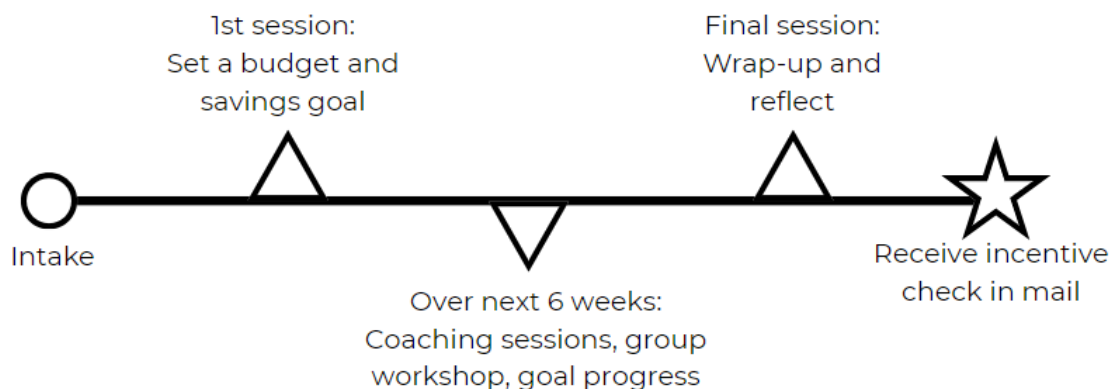 1st session:
Set a budget and
savings goal
Final session:
Wrap-up and
reflect
Intake
Receive incentive
check in mail
Over next 6 weeks:
Coaching sessions, group
workshop, goal progress